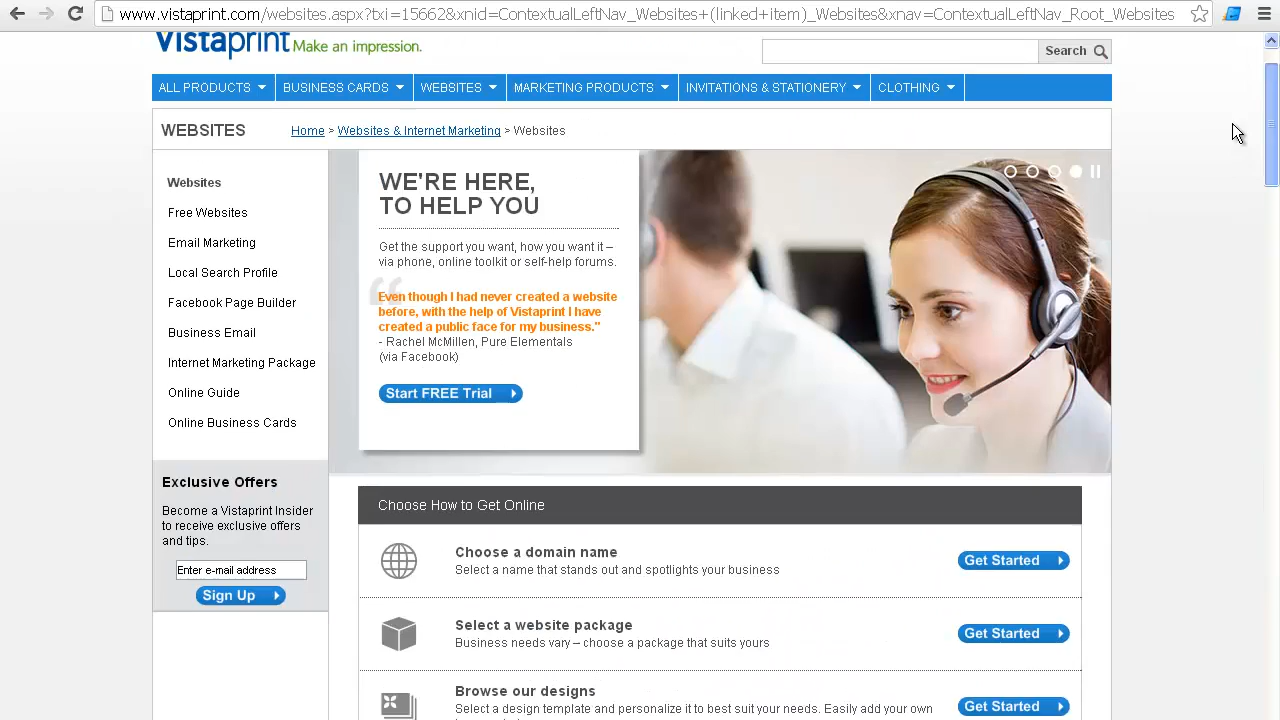 www.vistaprint.com/websites.aspx?txi=15662&xnid=ContextualLeftNav_Websites+(linked+item)_Websites&xnav=ContextualLeftNav_Root_Websites
Vistaprint Make an impression.
Search
ALL PRODUCTS BUSINESS CARDS WEBSITES MARKETING PRODUCTS INVITATIONS & STATIONERY CLOTHING
WEBSITES Home > Websites & Internet Marketing > Websites
Websites
Free Websites
Email Marketing
Local Search Profile
Facebook Page Builder
Business Email
Internet Marketing Package
Online Guide
Online Business Cards
Exclusive Offers
Become a Vistaprint Insider
to receive exclusive offers
and tips.
Enter e-mail address
Sign Up
WE'RE HERE,
TO HELP YOU
Get the support you want, how you want it –
via phone, online toolkit or self-help forums.
“
Even though I had never created a website
before, with the help of Vistaprint I have
created a public face for my business."
- Rachel McMillen, Pure Elementals
(via Facebook)
Start FREE Trial
Choose How to Get Online
Choose a domain name
Select a name that stands out and spotlights your business
Get Started
Select a website package
Business needs vary – choose a package that suits yours
Get Started
Browse our designs
Select a design template and personalize it to best suit your needs. Easily add your own
Get Started